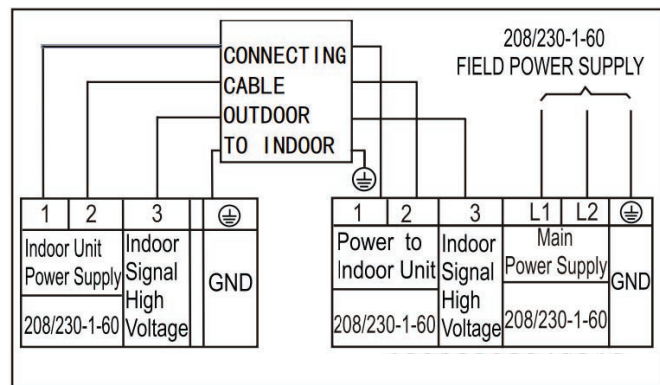 CONNECTING
CABLE
OUTDOOR
TO INDOOR
208/230-1-60
FIELD POWER SUPPLY
1 2 3
Indoor Unit
Power Supply
208/230-1-60
Indoor
Signal
High
Voltage
GND
1 2 3 L1 L2
Power to
Indoor Unit
208/230-1-60
Indoor
Signal
High
Voltage
Main
Power Supply
208/230-1-60
GND